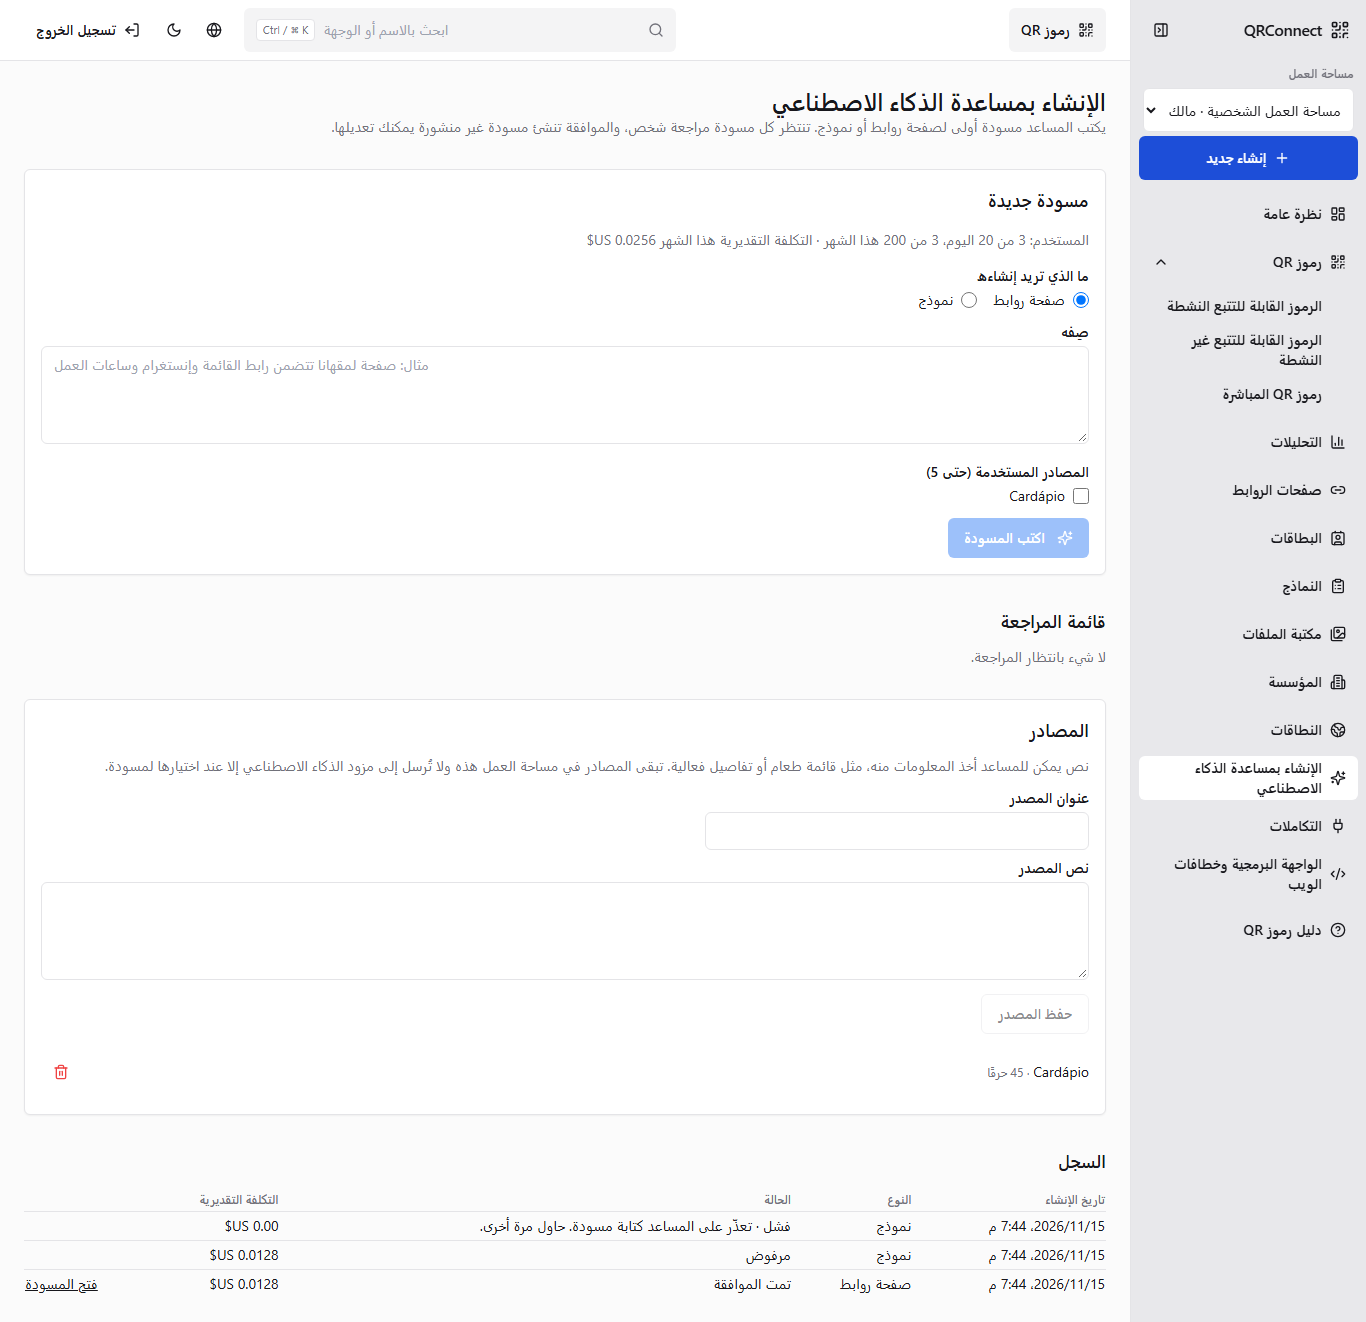 QRConnect
مساحة العمل
مساحة العمل الشخصية · مالك
إنشاء جديد
نظرة عامة
رموز QR
الرموز القابلة للتتبع النشطة
الرموز القابلة للتتبع غير
النشطة
رموز QR المباشرة
التحليلات
صفحات الروابط
البطاقات
النماذج
مكتبة الملفات
المؤسسة
النطاقات
الإنشاء بمساعدة الذكاء
الاصطناعي
التكاملات
الواجهة البرمجية وخطافات
الويب
دليل رموز QR
رموز QR
ابحث بالاسم أو الوجهة
Ctrl / ⌘ K
تسجيل الخروج
الإنشاء بمساعدة الذكاء الاصطناعي
يكتب المساعد مسودة أولى لصفحة روابط أو نموذج. تنتظر كل مسودة مراجعة شخص، والموافقة تنشئ مسودة غير منشورة يمكنك تعديلها.
مسودة جديدة
المستخدم: 3 من 20 اليوم، 3 من 200 هذا الشهر · التكلفة التقديرية هذا الشهر US 0.0256$
ما الذي تريد إنشاءه
صفحة روابط
نموذج
صِفه
مثال: صفحة لمقهانا تتضمن رابط القائمة وإنستغرام وساعات العمل
المصادر المستخدمة (حتى 5)
Cardápio
اكتب المسودة
قائمة المراجعة
لا شيء بانتظار المراجعة.
المصادر
نص يمكن للمساعد أخذ المعلومات منه، مثل قائمة طعام أو تفاصيل فعالية. تبقى المصادر في مساحة العمل هذه ولا تُرسل إلى مزود الذكاء الاصطناعي إلا عند اختيارها لمسودة.
عنوان المصدر
نص المصدر
حفظ المصدر
Cardápio · 45 حرفًا
السجل
تاريخ الإنشاء النوع الحالة التكلفة التقديرية
2026/11/15، 7:44 م نموذج فشل · تعذّر على المساعد كتابة مسودة. حاول مرة أخرى. US 0.00$
2026/11/15، 7:44 م نموذج مرفوض US 0.0128$
2026/11/15، 7:44 م صفحة روابط تمت الموافقة US 0.0128$ فتح المسودة